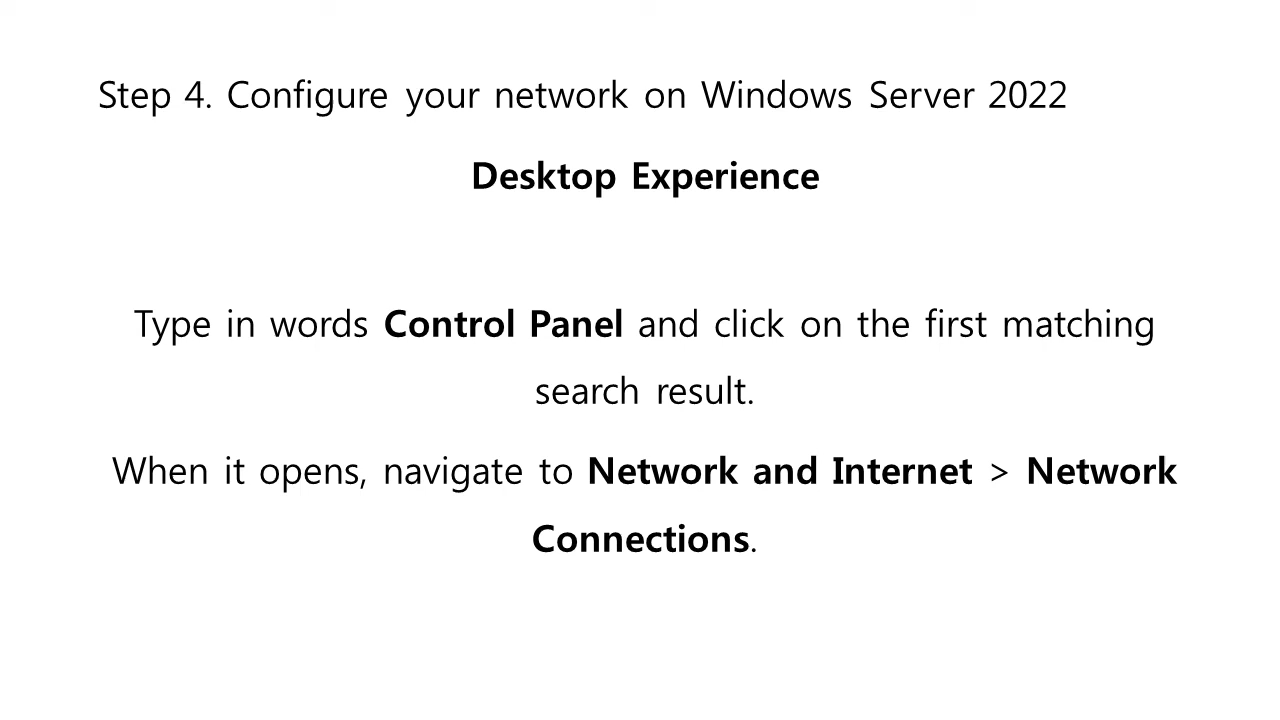 Step 4. Configure your network on Windows Server 2022
Desktop Experience
Type in words Control Panel and click on the first matching
search result.
When it opens, navigate to Network and Internet > Network
Connections.